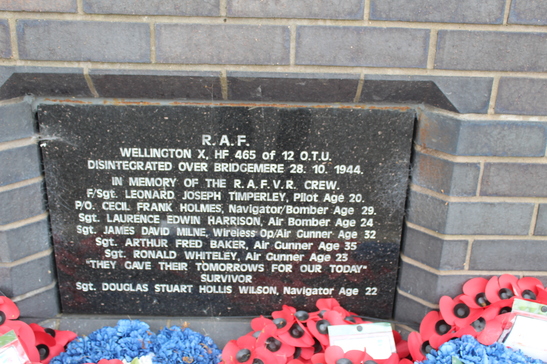 R.A.F.
WELLINGTON X, HF 465 of 12 O.T.U.
DISINTEGRATED OVER BRIDGEMERE 28. 10. 1944.
IN MEMORY OF THE R.A.F.V.R. CREW.
F/Sgt. LEONARD JOSEPH TIMPERLEY, Pilot Age 20.
P/O. CECIL FRANK HOLMES, Navigator/Bomber Age 29.
Sgt. LAURENCE EDWIN HARRISON, Air Bomber Age 24
Sgt. JAMES DAVID MILNE, Wireless Op/Air Gunner Age 32
Sgt. ARTHUR FRED BAKER, Air Gunner Age 35
Sgt. RONALD WHITELEY, Air Gunner Age 23
"THEY GAVE THEIR TOMORROWS FOR OUR TODAY"
SURVIVOR
Sgt. DOUGLAS STUART HOLLIS WILSON, Navigator Age 22